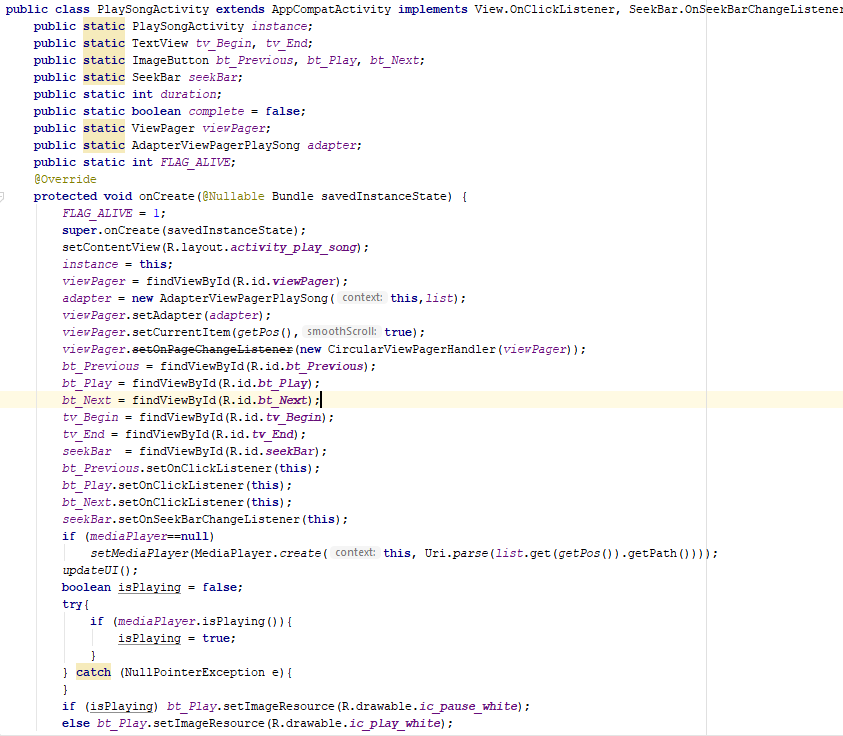 public class PlaySongActivity extends AppCompatActivity implements View.OnClickListener, SeekBar.OnSeekBarChangeListener
public static PlaySongActivity instance;
public static TextView tv_Begin, tv_End;
public static ImageButton bt_Previous, bt_Play, bt_Next;
public static SeekBar seekBar;
public static int duration;
public static boolean complete = false;
public static ViewPager viewPager;
public static AdapterViewPagerPlaySong adapter;
public static int FLAG_ALIVE;
@Override
protected void onCreate(@Nullable Bundle savedInstanceState) {
FLAG_ALIVE = 1;
super.onCreate(savedInstanceState);
setContentView(R.layout.activity_play_song);
instance = this;
viewPager = findViewById(R.id.viewPager);
adapter = new AdapterViewPagerPlaySong( context: this,list);
viewPager.setAdapter(adapter);
viewPager.setCurrentItem(getPos(), smoothScroll: true);
viewPager.setOnPageChangeListener(new CircularViewPagerHandler(viewPager));
bt_Previous = findViewById(R.id.bt_Previous);
bt_Play = findViewById(R.id.bt_Play);
bt_Next = findViewById(R.id.bt_Next);
tv_Begin = findViewById(R.id.tv_Begin);
tv_End = findViewById(R.id.tv_End);
seekBar  = findViewById(R.id.seekBar);
bt_Previous.setOnClickListener(this);
bt_Play.setOnClickListener(this);
bt_Next.setOnClickListener(this);
seekBar.setOnSeekBarChangeListener(this);
if (mediaPlayer==null)
setMediaPlayer(MediaPlayer.create( context: this, Uri.parse(list.get(getPos()).getPath())));
updateUI();
boolean isPlaying = false;
try{
if (mediaPlayer.isPlaying()){
isPlaying = true;
}
} catch (NullPointerException e){
}
if (isPlaying) bt_Play.setImageResource(R.drawable.ic_pause_white);
else bt_Play.setImageResource(R.drawable.ic_play_white);